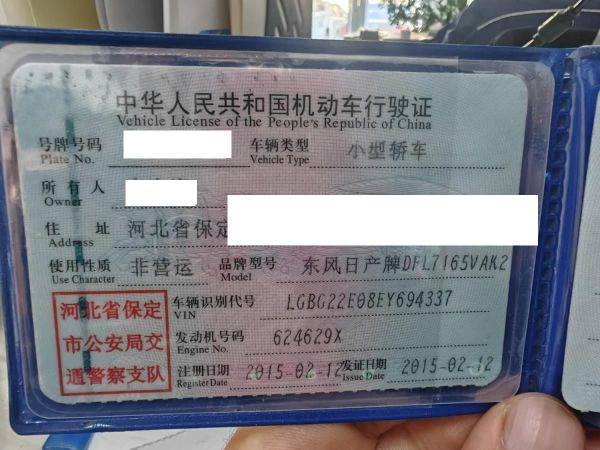 中华人民共和国机动车行驶证
Vehicle License of the People's Republic of China
号牌号码 车辆类型 小型轿车
Plate No. Vehicle Type
所有人
Owner
住址 河北省保定
Address
使用性质 非营运 品牌型号 东风日产牌DFL7165VAK2
Use Character Model
河北省保定
市公安局交
通警察支队
车辆识别代号 LGBG22E08EY694337
VIN
发动机号码 624629X
Engine No.
注册日期 2015-02-12 发证日期 2015-02-12
Register Date Issue Date